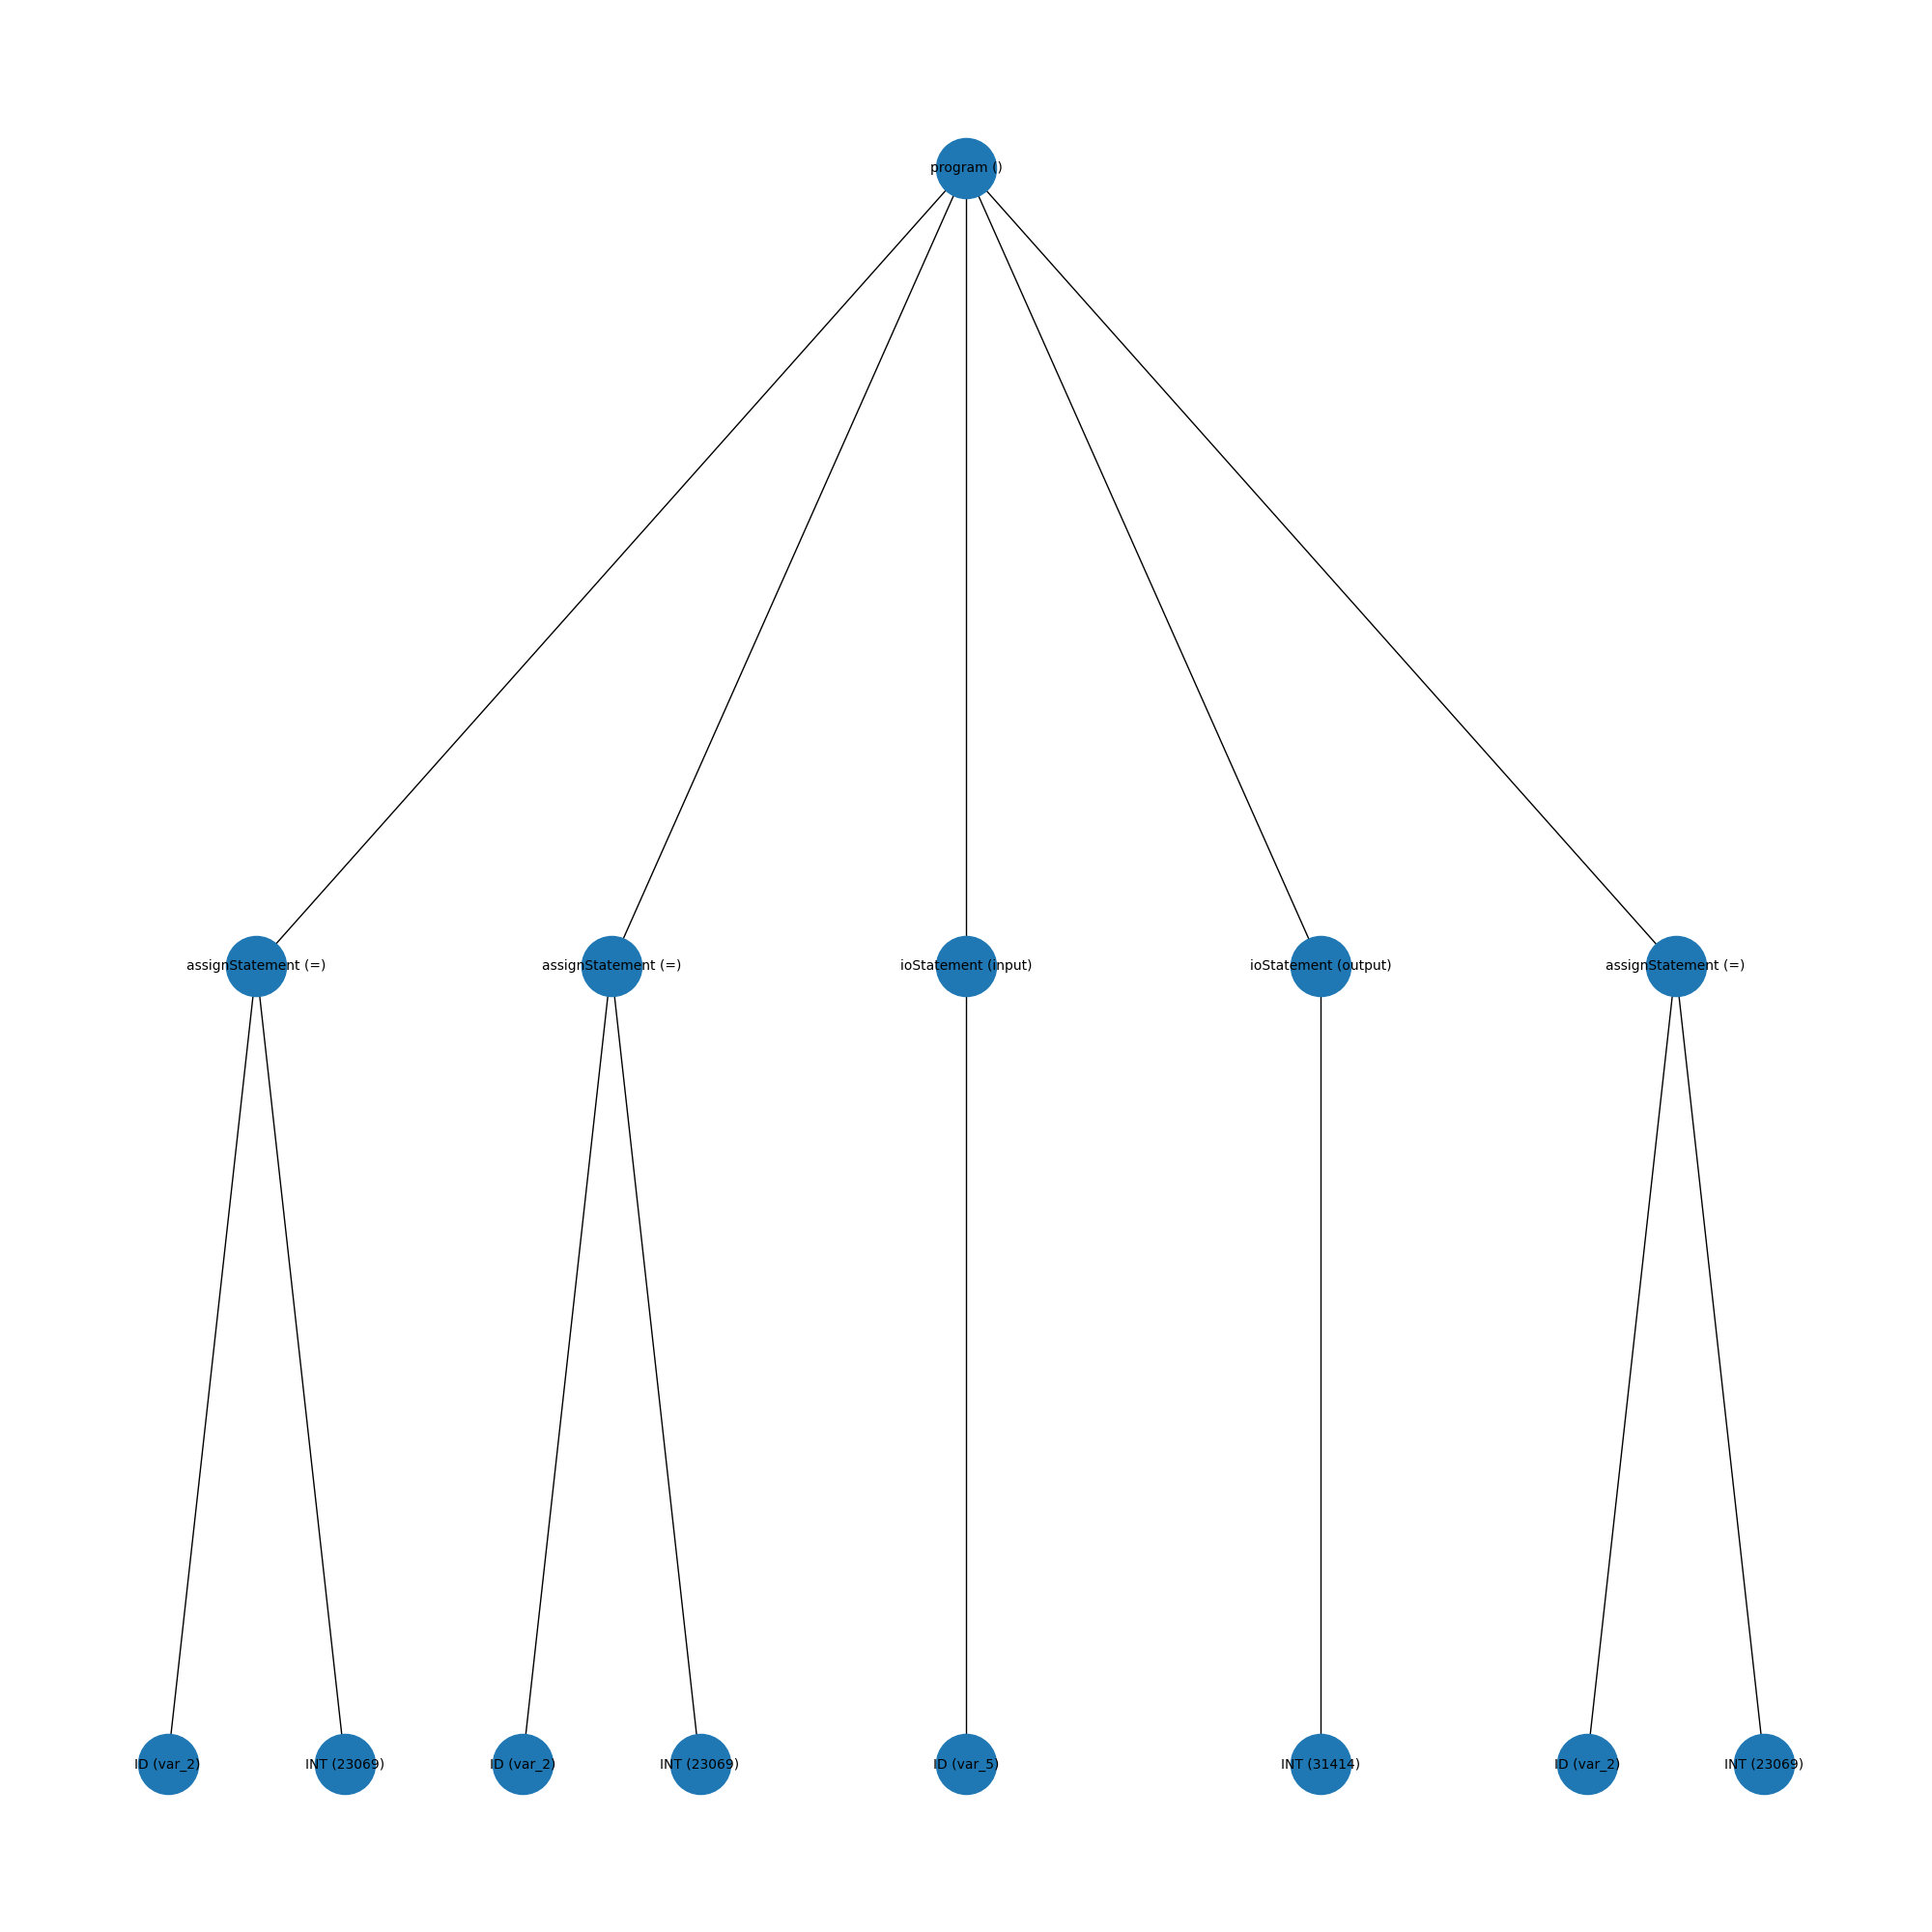 program ()
assignStatement (=)
assignStatement (=)
ioStatement (input)
ioStatement (output)
assignStatement (=)
ID (var_2)
INT (23069)
ID (var_2)
INT (23069)
ID (var_5)
INT (31414)
ID (var_2)
INT (23069)